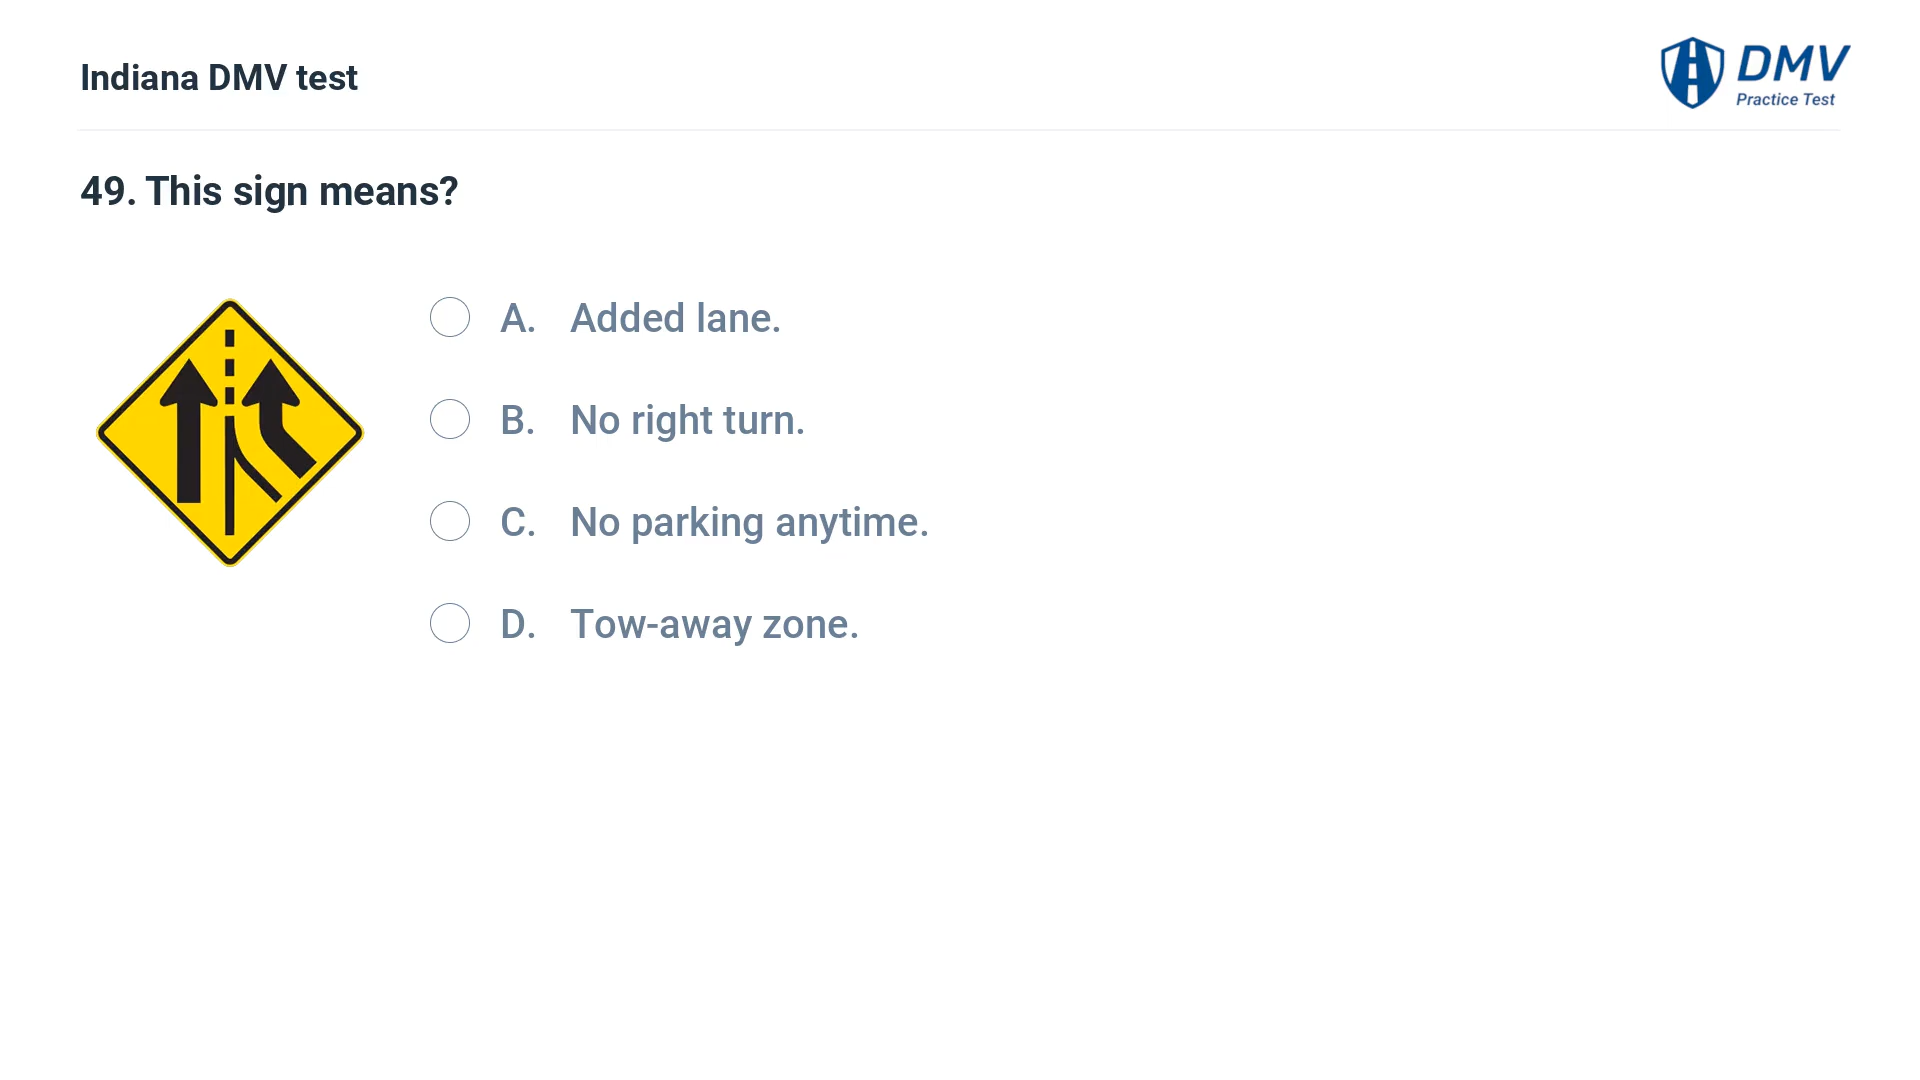 Indiana DMV test
DMV
Practice Test
49. This sign means?
A. Added lane.
B. No right turn.
C. No parking anytime.
D. Tow-away zone.